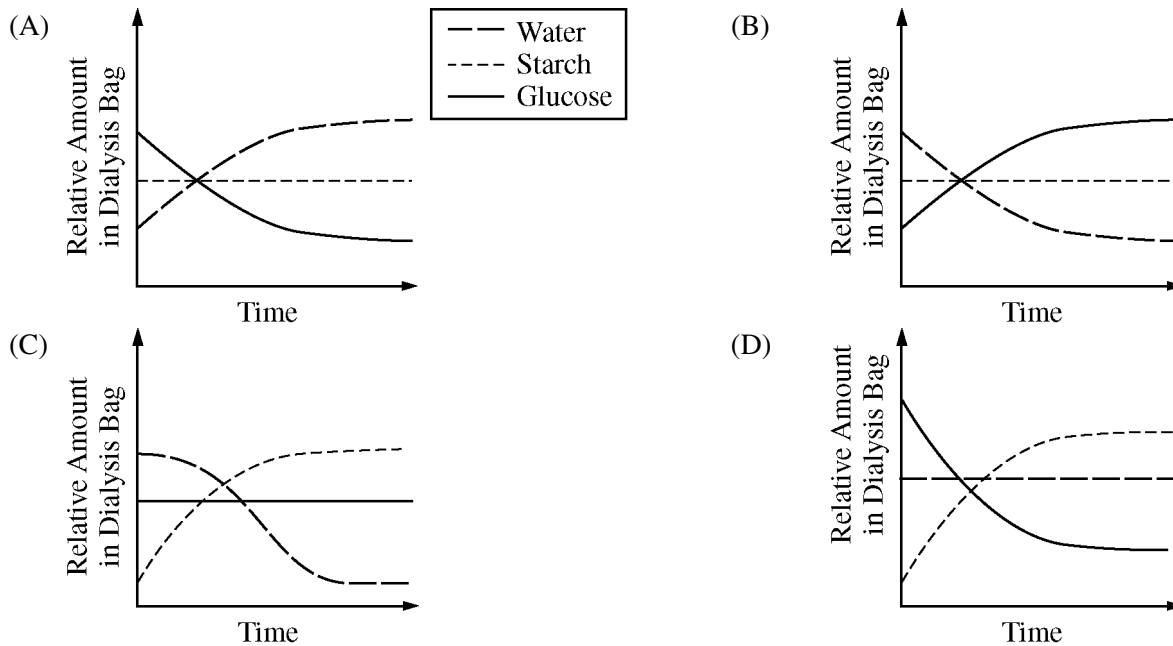 (A)
Relative Amount
in Dialysis Bag
Time
Water
Starch
Glucose
(B)
Relative Amount
in Dialysis Bag
Time
(C)
Relative Amount
in Dialysis Bag
Time
(D)
Relative Amount
in Dialysis Bag
Time